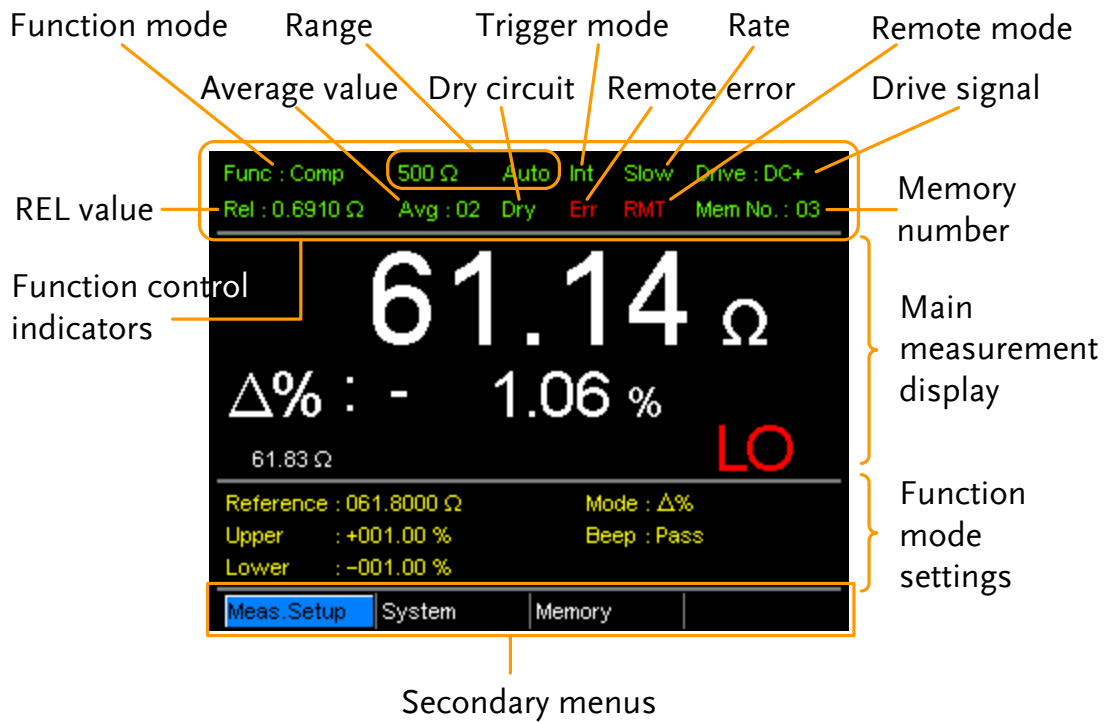 Function mode Range Trigger mode Rate Remote mode
Average value Dry circuit Remote error Drive signal
Func : Comp 500 Ω Auto Int Slow Drive : DC+
REL value Rel : 0.6910 Ω Avg : 02 Dry Err RMT Mem No. : 03
Memory
number
61.14 Ω
Function control
indicators
Main
measurement
display
Δ% : - 1.06 %
LO
61.83 Ω
Reference : 061.8000 Ω Mode : Δ%
Upper : +001.00 % Beep : Pass
Lower : −001.00 %
Function
mode
settings
Meas.Setup System Memory
Secondary menus